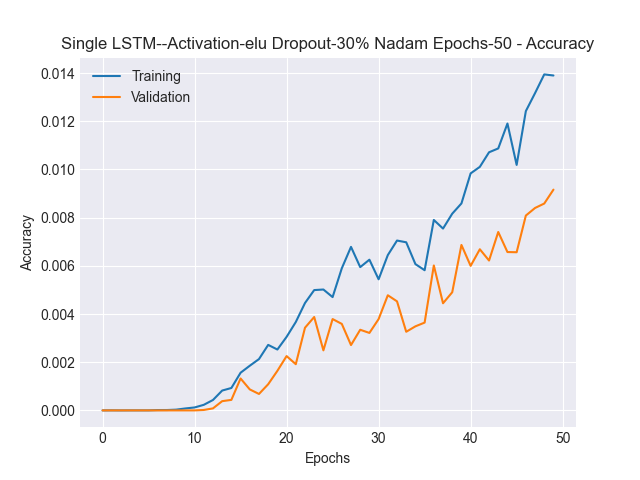 Single LSTM--Activation-elu Dropout-30% Nadam Epochs-50 - Accuracy
Training
Validation
0.014
0.012
0.010
0.008
0.006
0.004
0.002
0.000
Accuracy
0 10 20 30 40 50
Epochs